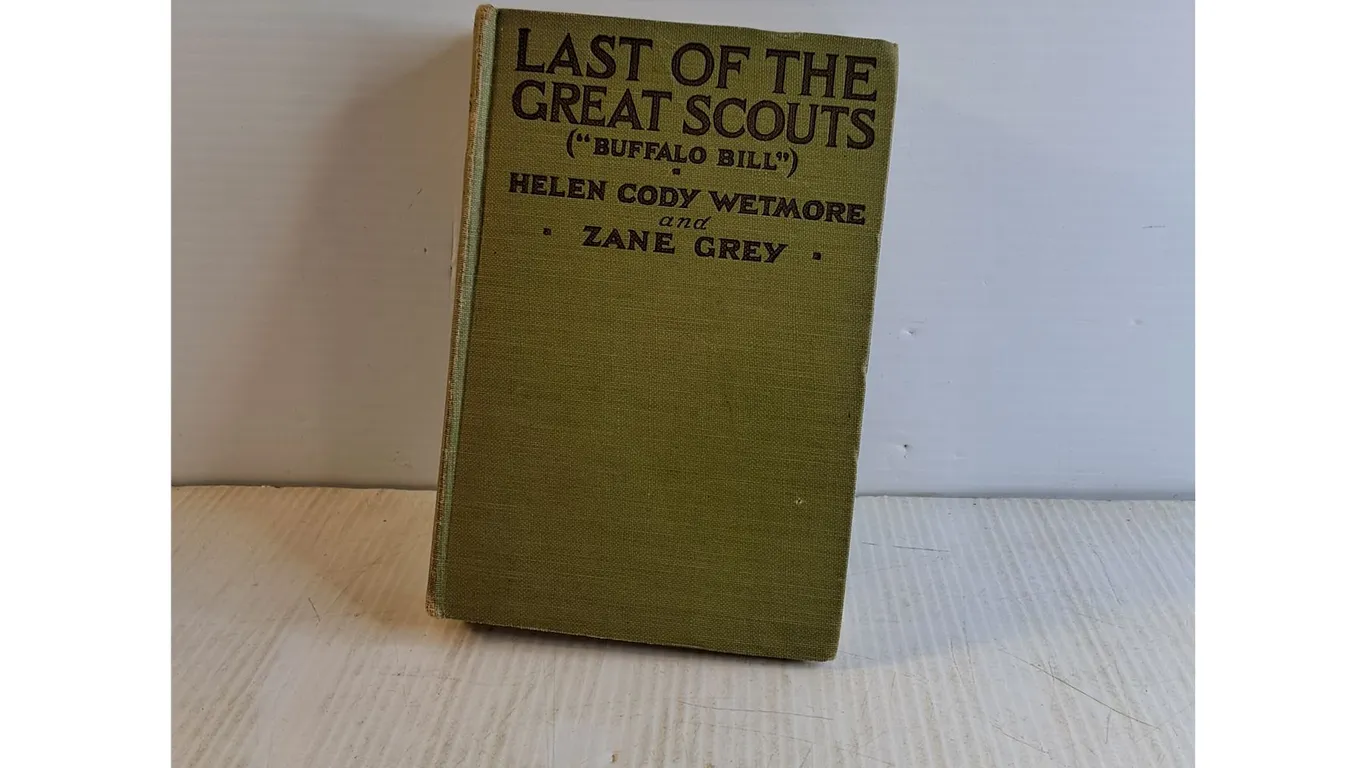 LAST OF THE
GREAT SCOUTS
("BUFFALO BILL")
HELEN CODY WETMORE
and
ZANE GREY